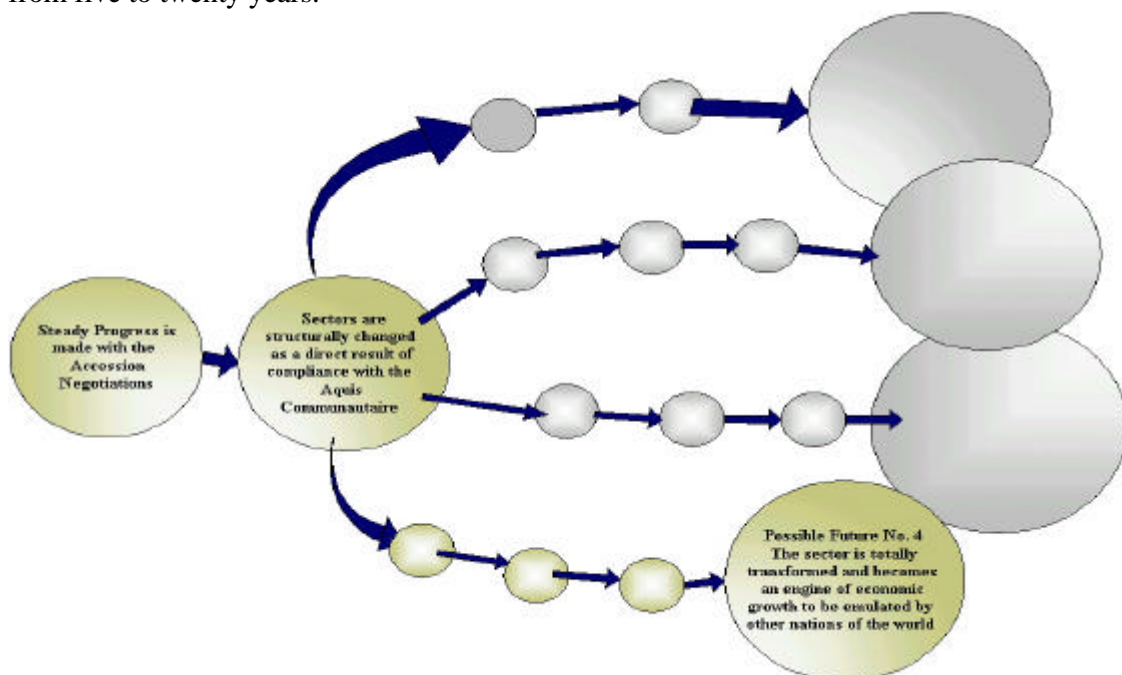 from five to twenty years.
Steady Progress is
made with the
Accession
Negotiations
Sectors are
structurally changed
as a direct result of
compliance with the
Aquis
Communautaire
Possible Future No. 4
The sector is totally
transformed and becomes
an engine of economic
growth to be emulated by
other nations of the world